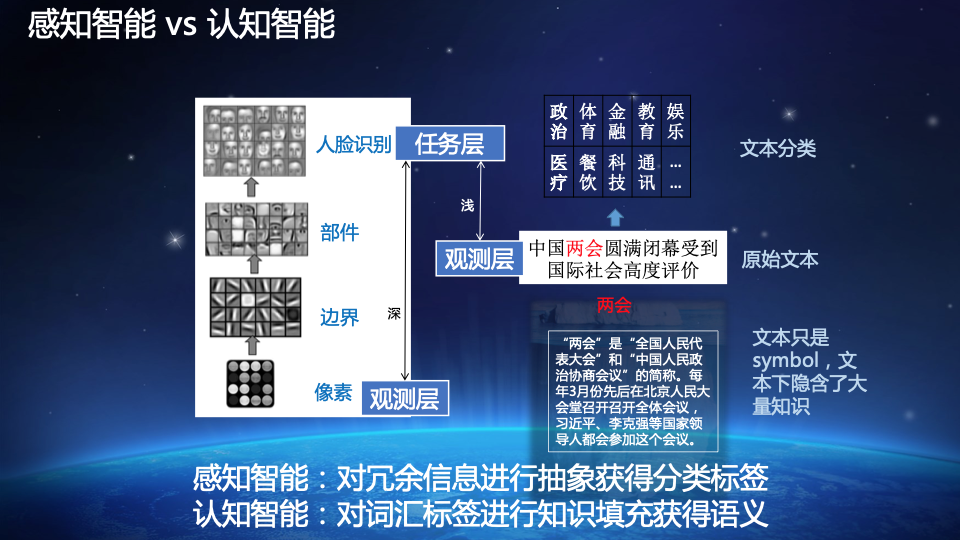 感知智能 vs 认知智能
人脸识别
任务层
部件
浅
边界
深
像素
观测层
政治 体育 金融 教育 娱乐
医疗 餐饮 科技 通讯 ... ...
文本分类
观测层
中国两会圆满闭幕受到
国际社会高度评价
原始文本
两会
“两会”是“全国人民代
表大会”和“中国人民政
治协商会议”的简称。每
年3月份先后在北京人民大
会堂召开召开全体会议，
习近平、李克强等国家领
导人都会参加这个会议。
文本只是
symbol，文
本下隐含了大
量知识
感知智能：对冗余信息进行抽象获得分类标签
认知智能：对词汇标签进行知识填充获得语义